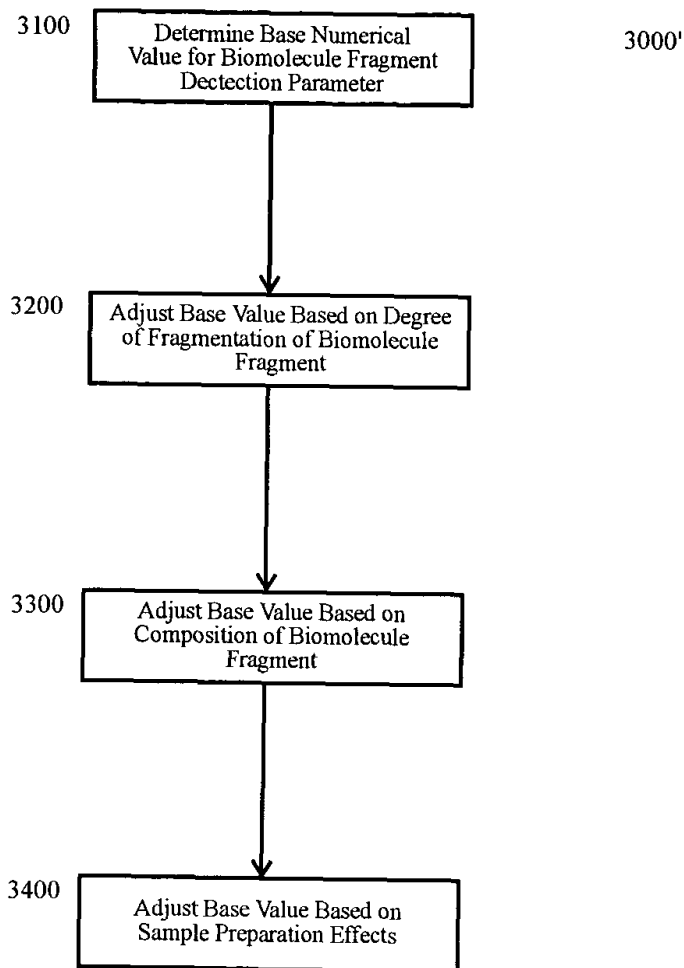 3100
Determine Base Numerical
Value for Biomolecule Fragment
Dectection Parameter
3000'
3200
Adjust Base Value Based on Degree
of Fragmentation of Biomolecule
Fragment
3300
Adjust Base Value Based on
Composition of Biomolecule
Fragment
3400
Adjust Base Value Based on
Sample Preparation Effects